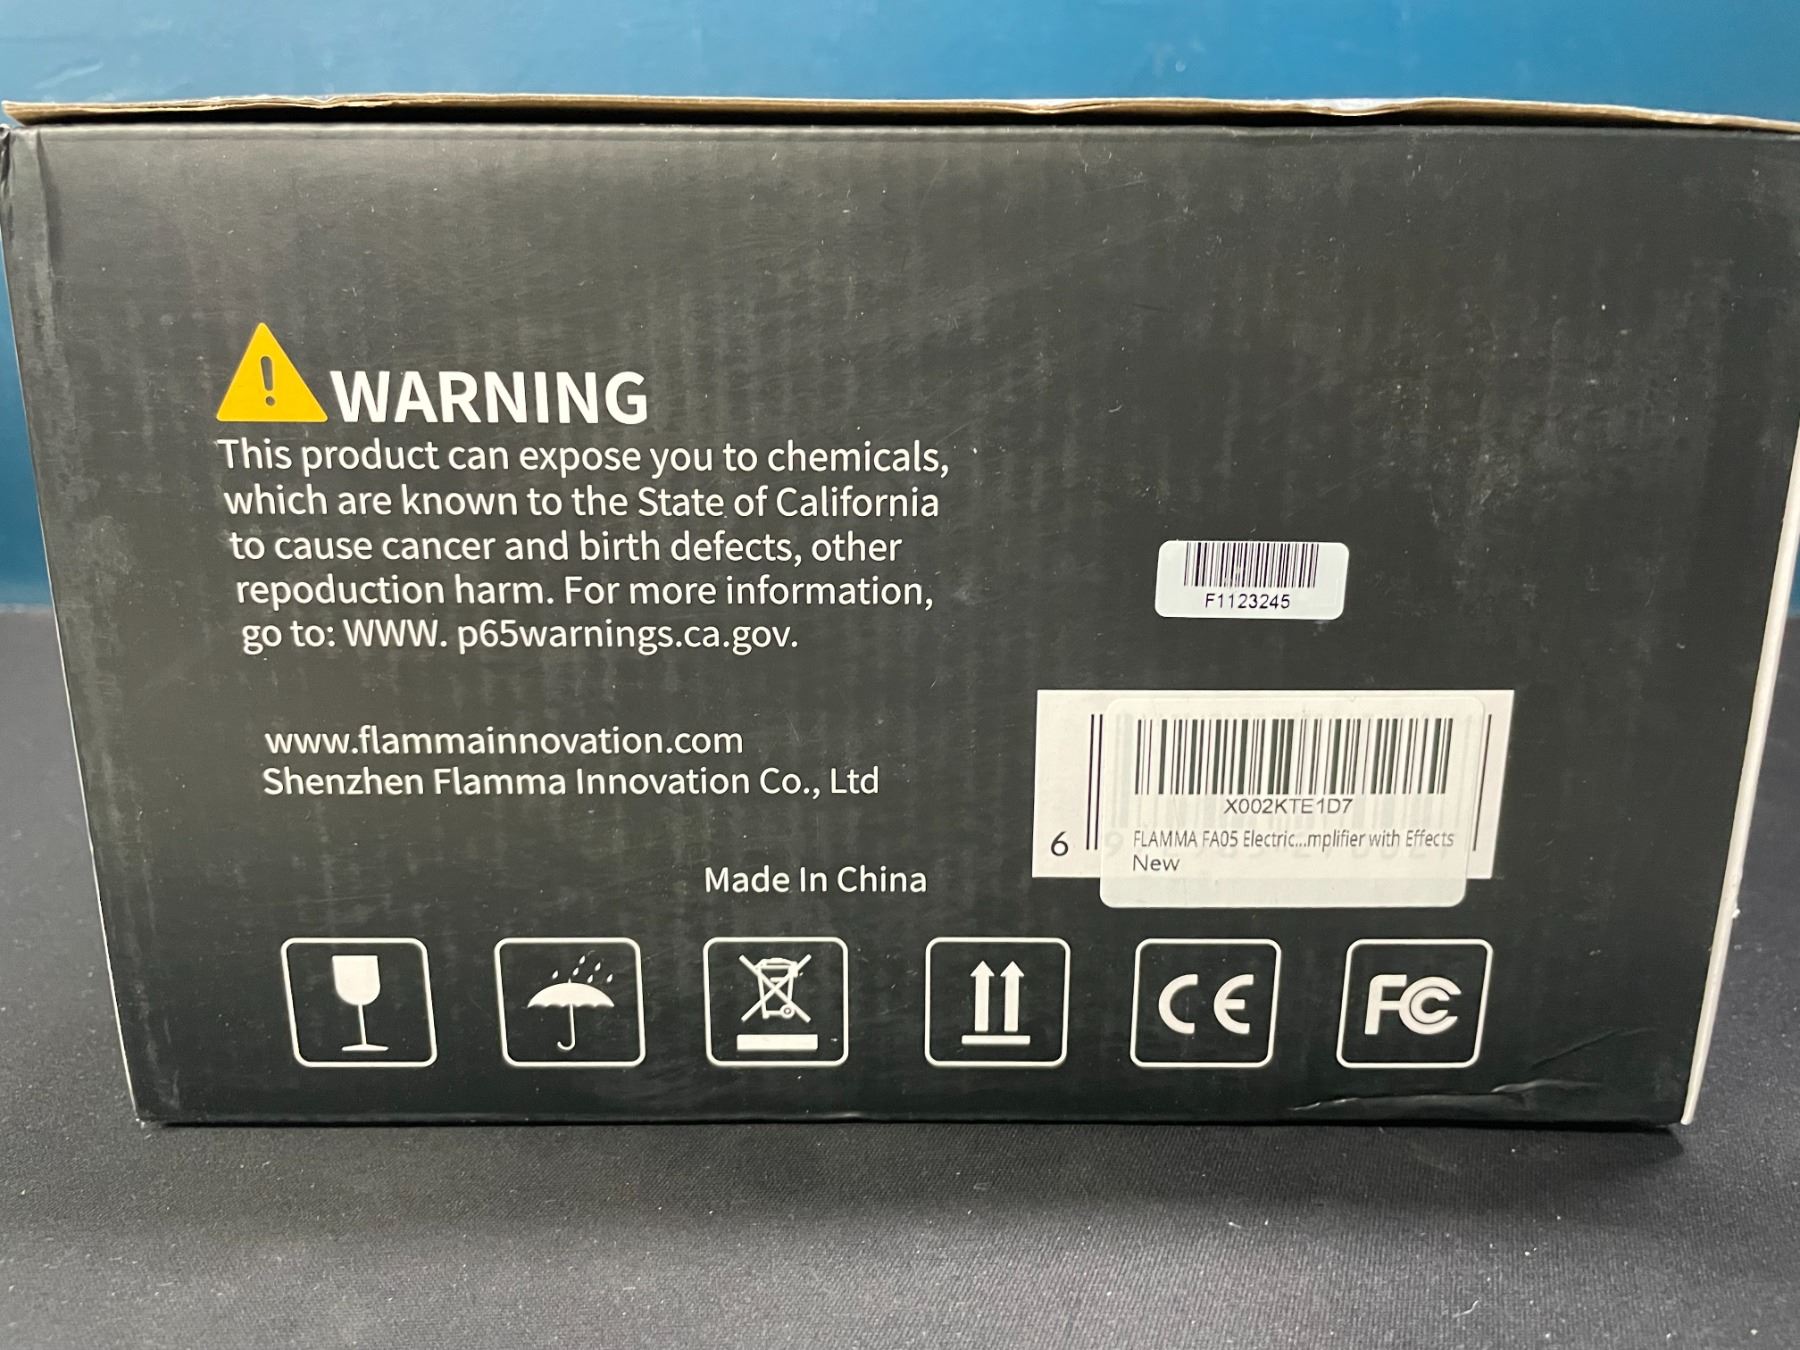 WARNING
This product can expose you to chemicals,
which are known to the State of California
to cause cancer and birth defects, other
repoduction harm. For more information,
go to: WWW. p65warnings.ca.gov.
F1123245
www.flammainnovation.com
Shenzhen Flamma Innovation Co., Ltd
X002KTE1D7
FLAMMA FA05 Electric...mplifier with Effects
New
6
Made In China
CE
FC